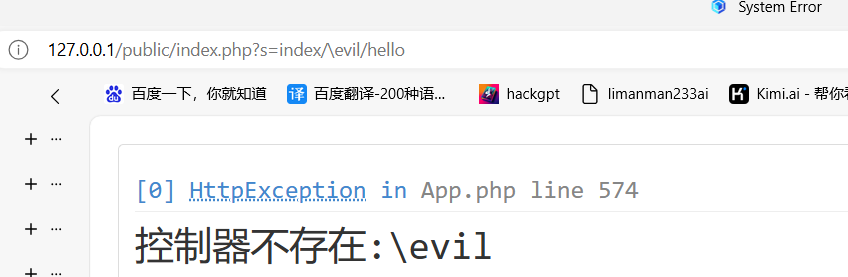 System Error
127.0.0.1/public/index.php?s=index/\evil/hello
百度一下，你就知道 译 百度翻译-200种语... hackgpt limanman233ai Kimi.ai - 帮你
[0] HttpException in App.php line 574
控制器不存在:\evil